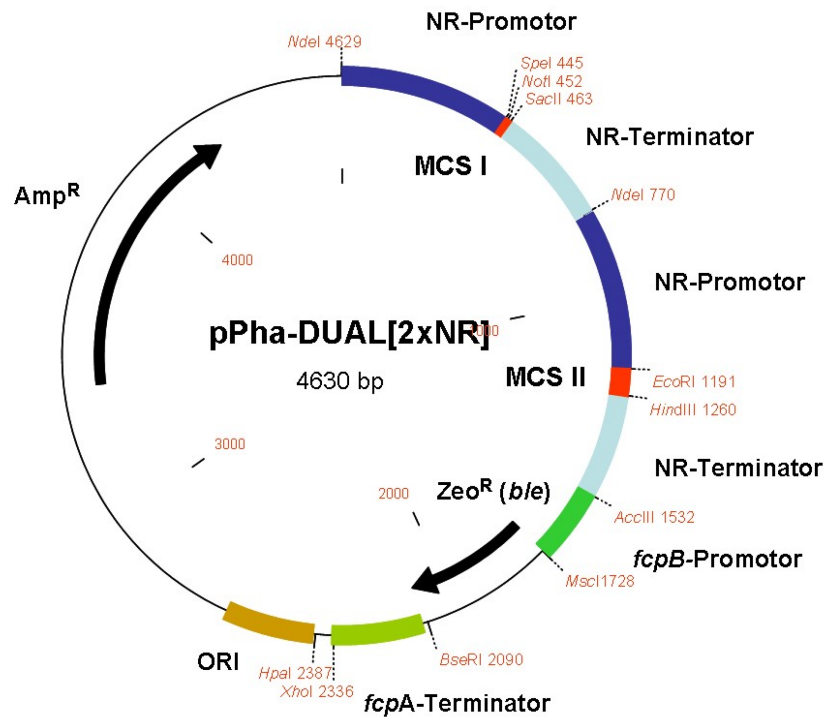 NR-Promotor
NdeI 4629
SpeI 445
NotI 452
SacII 463
NR-Terminator
MCS I
AmpR
NdeI 770
4000
NR-Promotor
pPha-DUAL[2xNR]
1000
4630 bp
MCS II
EcoRI 1191
HindIII 1260
3000
NR-Terminator
ZeoR (ble)
2000
AccIII 1532
fcpB-Promotor
MscI1728
ORI
BseRI 2090
HpaI 2387
XhoI 2336
fcpA-Terminator